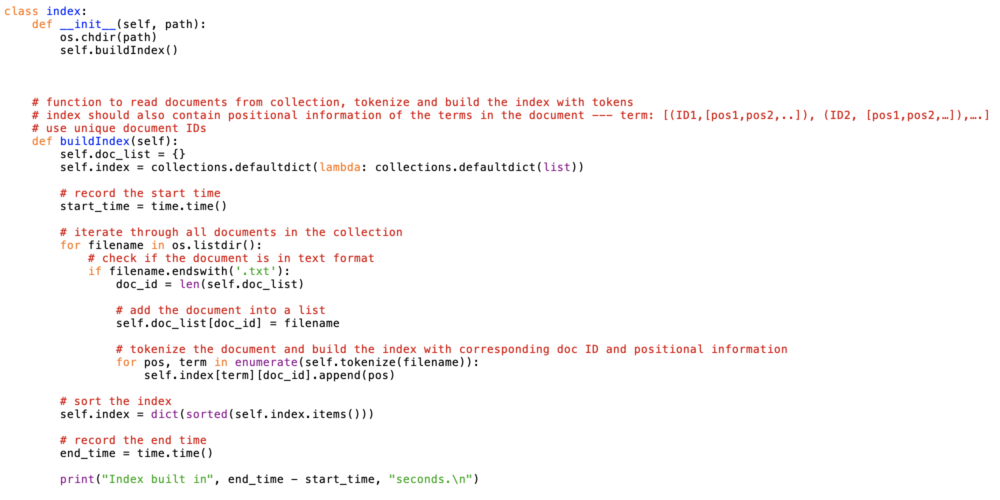 class index:
    def __init__(self, path):
        os.chdir(path)
        self.buildIndex()
    # function to read documents from collection, tokenize and build the index with tokens
    # index should also contain positional information of the terms in the document --- term: [(ID1,[pos1,pos2,..]), (ID2, [pos1,pos2,…]),….]
    # use unique document IDs
    def buildIndex(self):
        self.doc_list = {}
        self.index = collections.defaultdict(lambda: collections.defaultdict(list))
        # record the start time
        start_time = time.time()
        # iterate through all documents in the collection
        for filename in os.listdir():
            # check if the document is in text format
            if filename.endswith('.txt'):
                doc_id = len(self.doc_list)
                # add the document into a list
                self.doc_list[doc_id] = filename
                # tokenize the document and build the index with corresponding doc ID and positional information
                for pos, term in enumerate(self.tokenize(filename)):
                    self.index[term][doc_id].append(pos)
        # sort the index
        self.index = dict(sorted(self.index.items()))
        # record the end time
        end_time = time.time()
        print("Index built in", end_time - start_time, "seconds.\n")